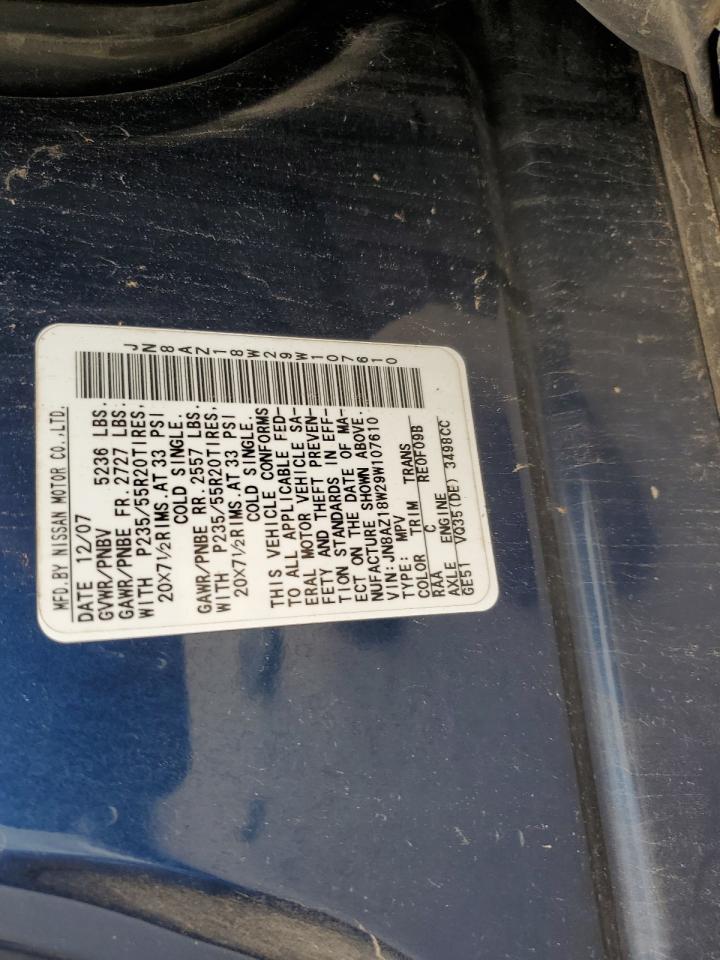 MFD.BY NISSAN MOTOR CO.,LTD.
DATE 12/07
GVWR/PNBV 5236 LBS.
GAWR/PNBE FR.2727 LBS.
WITH P235/55R20TIRES,
20X7½RIMS.AT 33 PSI
COLD SINGLE.
GAWR/PNBE RR.2557 LBS.
WITH P235/55R20TIRES,
20X7½RIMS.AT 33 PSI
COLD SINGLE.
THIS VEHICLE CONFORMS
TO ALL APPLICABLE FED-
ERAL MOTOR VEHICLE SA-
FETY AND THEFT PREVEN-
TION STANDARDS IN EFF-
ECT ON THE DATE OF MA-
NUFACTURE SHOWN ABOVE.
VIN:JN8AZ18W29W107610
TYPE: MPV
COLOR TRIM TRANS
RAA C RE0F09B
AXLE ENGINE
GE51 VQ35(DE) 3498CC
JN8AZ18W29W107610